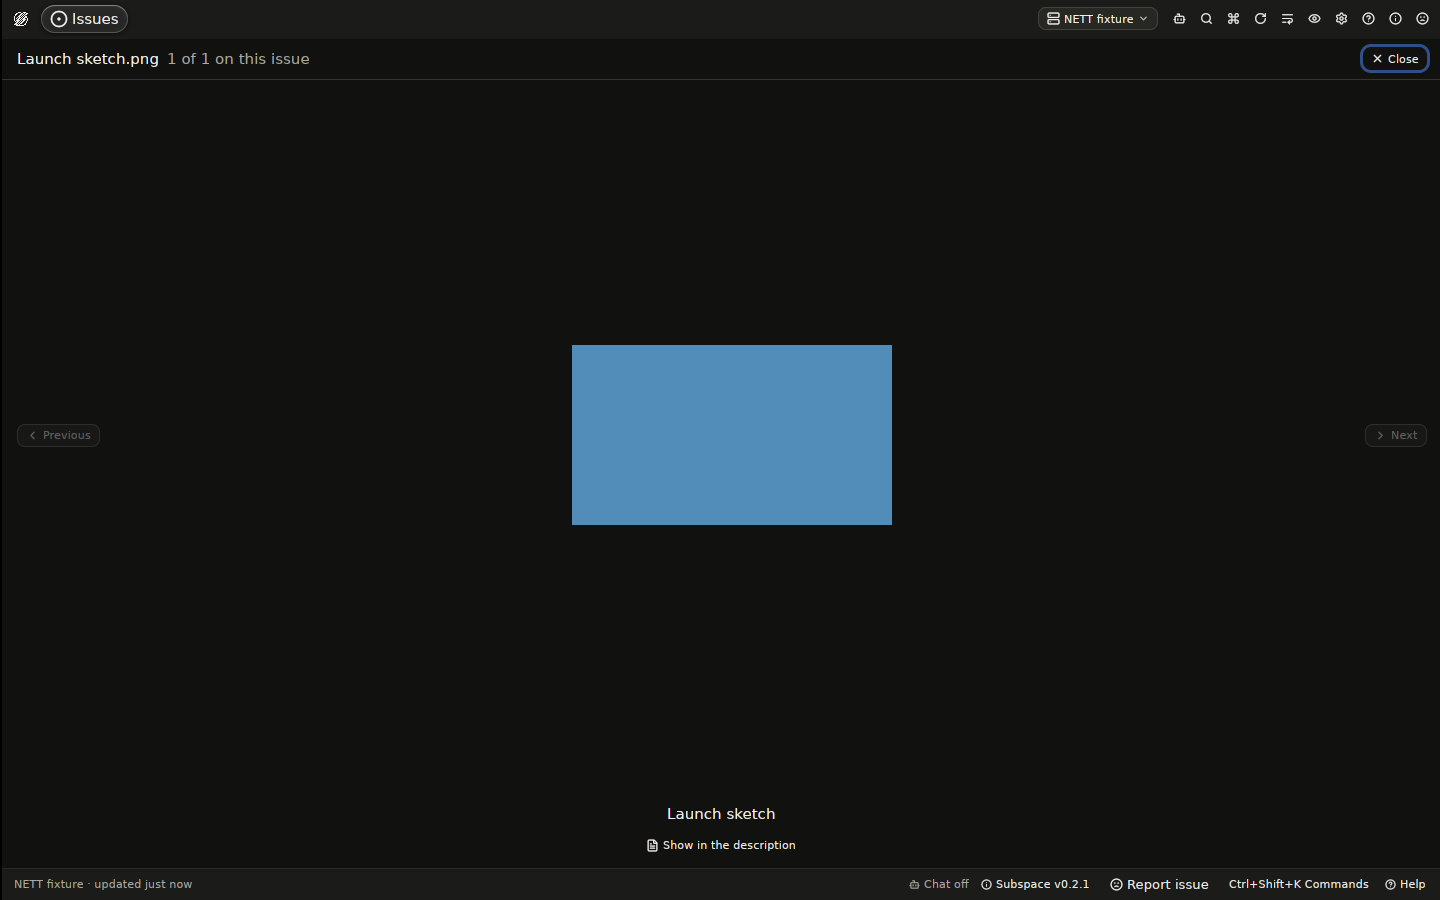 Issues
NETT fixture
Launch sketch.png 1 of 1 on this issue
Close
Previous
Next
Launch sketch
Show in the description
NETT fixture · updated just now
Chat off
Subspace v0.2.1
Report issue
Ctrl+Shift+K Commands
Help